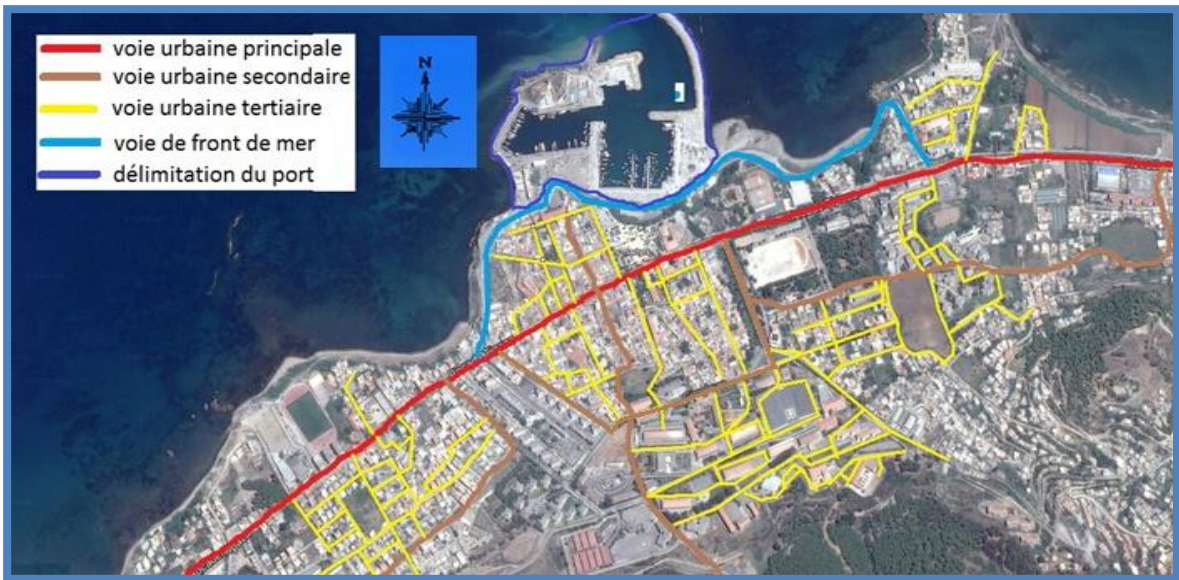 voie urbaine principale
voie urbaine secondaire
voie urbaine tertiaire
voie de front de mer
délimitation du port
N